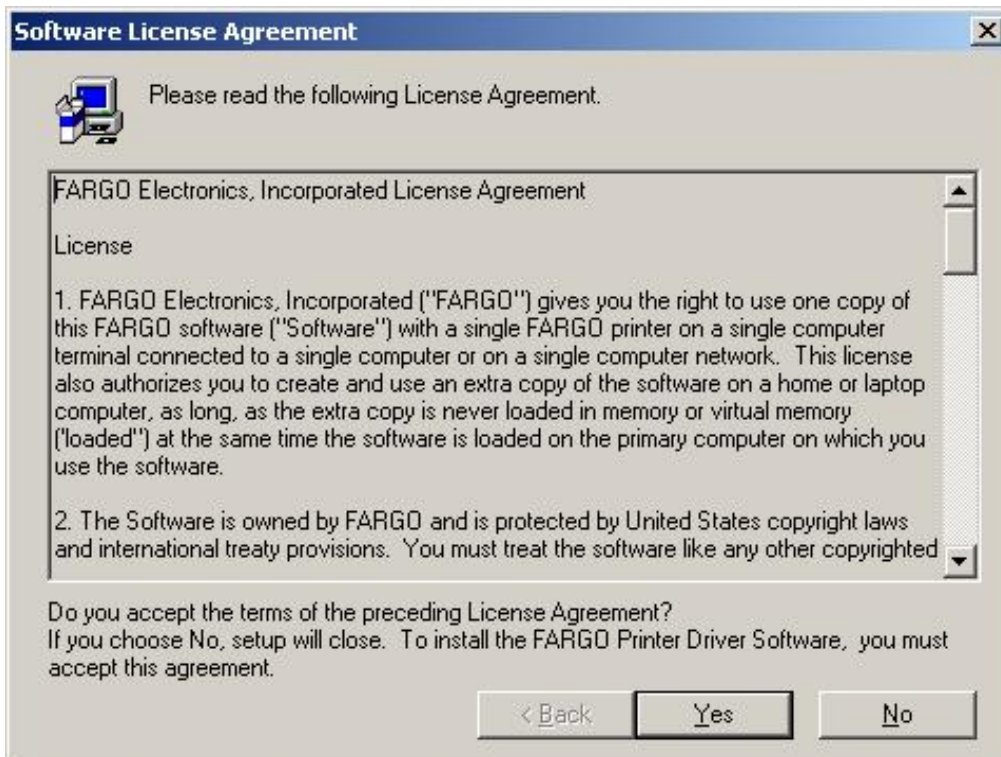 Software License Agreement
Please read the following License Agreement.
FARGO Electronics, Incorporated License Agreement
License
1. FARGO Electronics, Incorporated ("FARGO") gives you the right to use one copy of
this FARGO software ("Software") with a single FARGO printer on a single computer
terminal connected to a single computer or on a single computer network.  This license
also authorizes you to create and use an extra copy of the software on a home or laptop
computer, as long, as the extra copy is never loaded in memory or virtual memory
('loaded") at the same time the software is loaded on the primary computer on which you
use the software.
2. The Software is owned by FARGO and is protected by United States copyright laws
and international treaty provisions.  You must treat the software like any other copyrighted
Do you accept the terms of the preceding License Agreement?
If you choose No, setup will close.  To install the FARGO Printer Driver Software,  you must
accept this agreement.
< Back
Yes
No